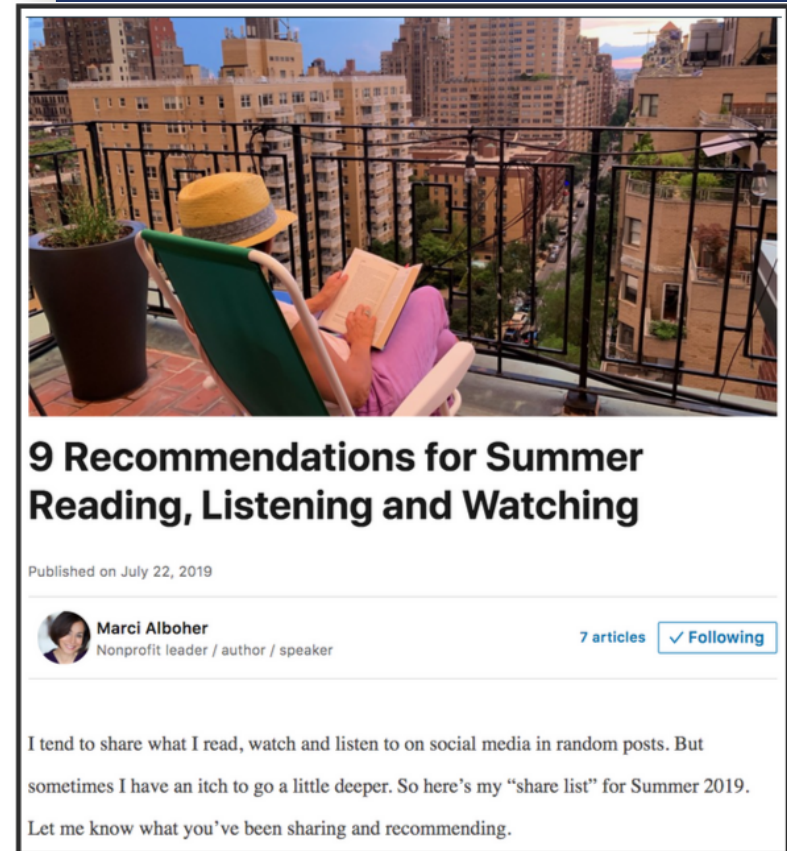 9 Recommendations for Summer
Reading, Listening and Watching
Published on July 22, 2019
Marci Alboher
Nonprofit leader / author / speaker
7 articles
✓ Following
I tend to share what I read, watch and listen to on social media in random posts. But
sometimes I have an itch to go a little deeper. So here’s my “share list” for Summer 2019.
Let me know what you’ve been sharing and recommending.